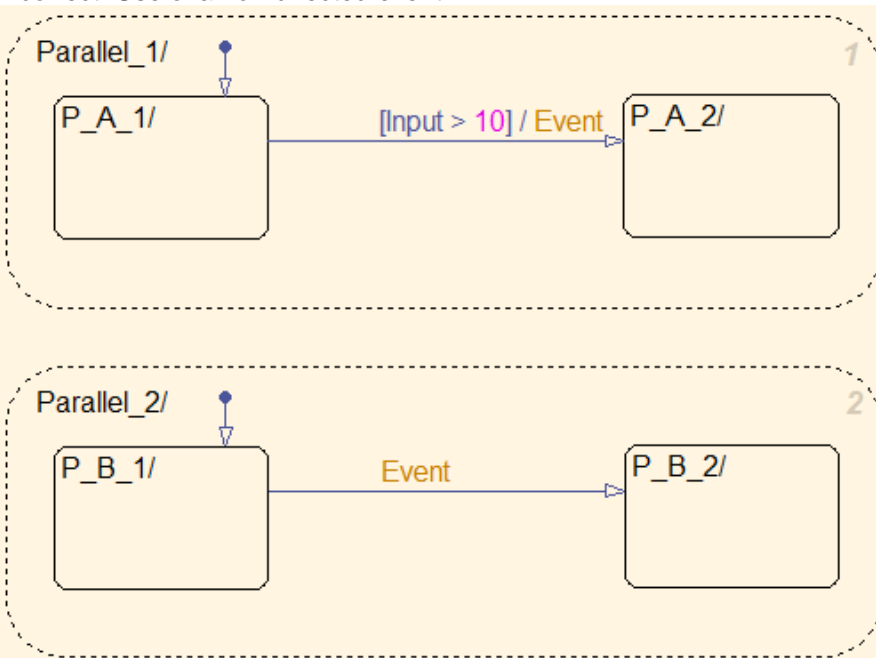 Parallel_1/
1
P_A_1/
[Input > 10] / Event
P_A_2/
Parallel_2/
2
P_B_1/
Event
P_B_2/